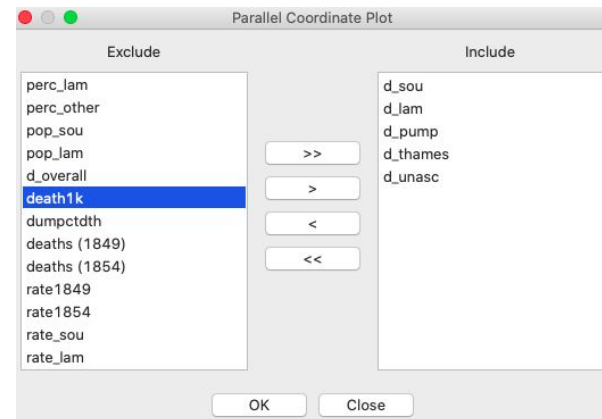 Parallel Coordinate Plot
Exclude
Include
perc_lam
perc_other
pop_sou
pop_lam
d_overall
death1k
dumpctdth
deaths (1849)
deaths (1854)
rate1849
rate1854
rate_sou
rate_lam
>>
>
<
<<
d_sou
d_lam
d_pump
d_thames
d_unasc
OK
Close